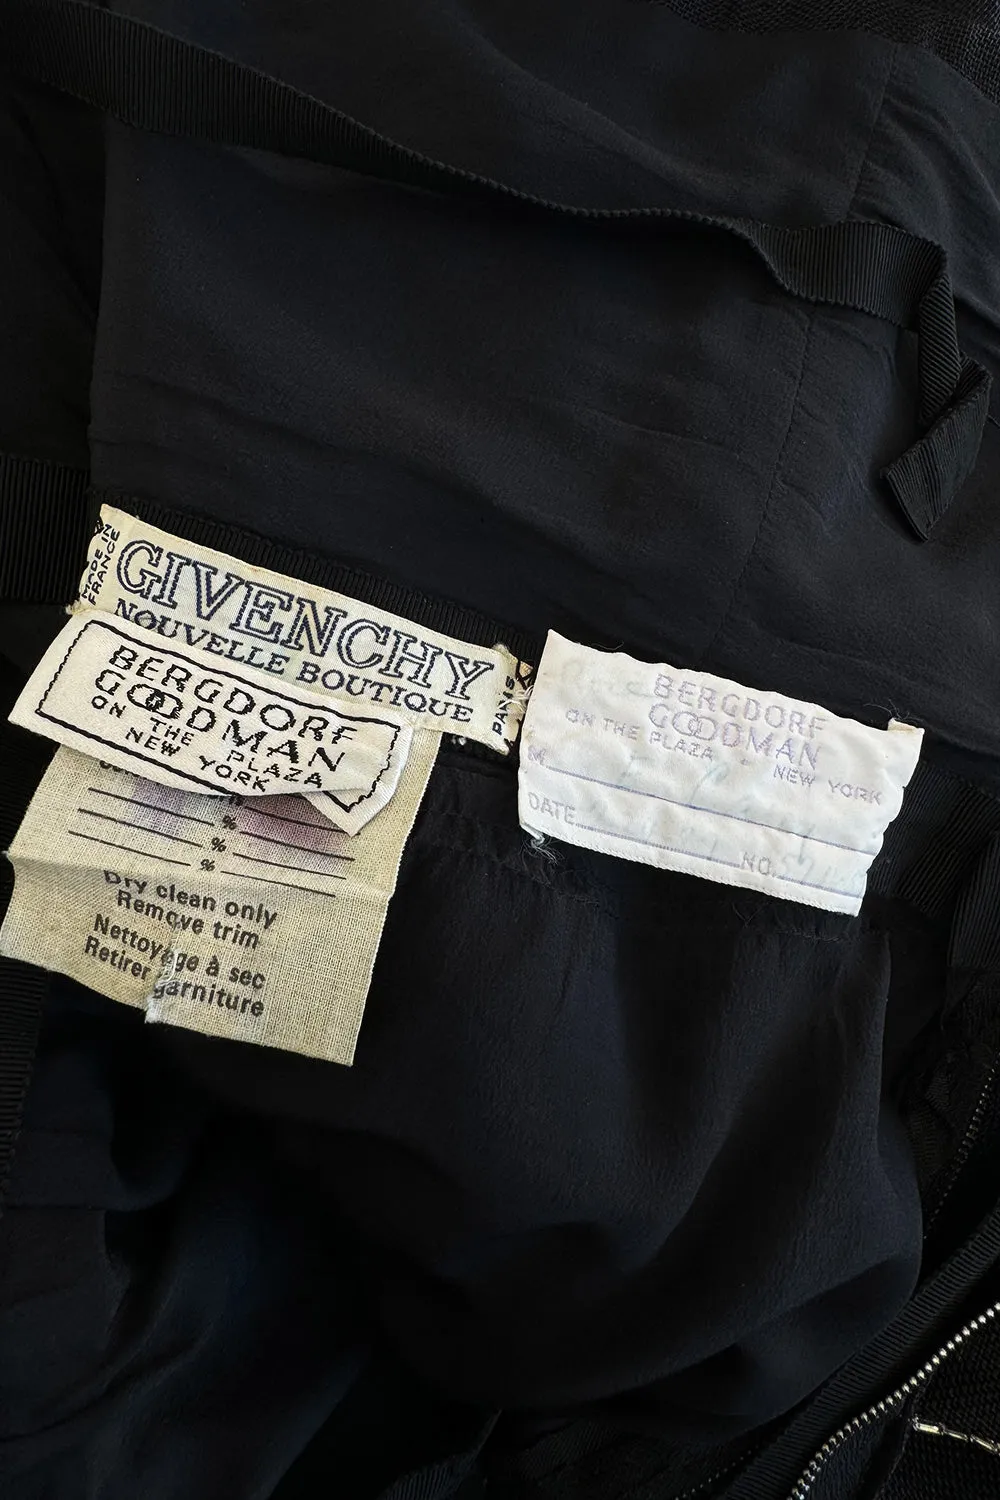 MADE IN
FRANCE
GIVENCHY
NOUVELLE BOUTIQUE
PARIS
BERGDORF
GOODMAN
ON THE PLAZA
NEW YORK
%
%
%
Dry clean only
Remove trim
Nettoyage à sec
Retirer garniture
BERGDORF
GOODMAN
ON THE PLAZA . NEW YORK
M
DATE NO.